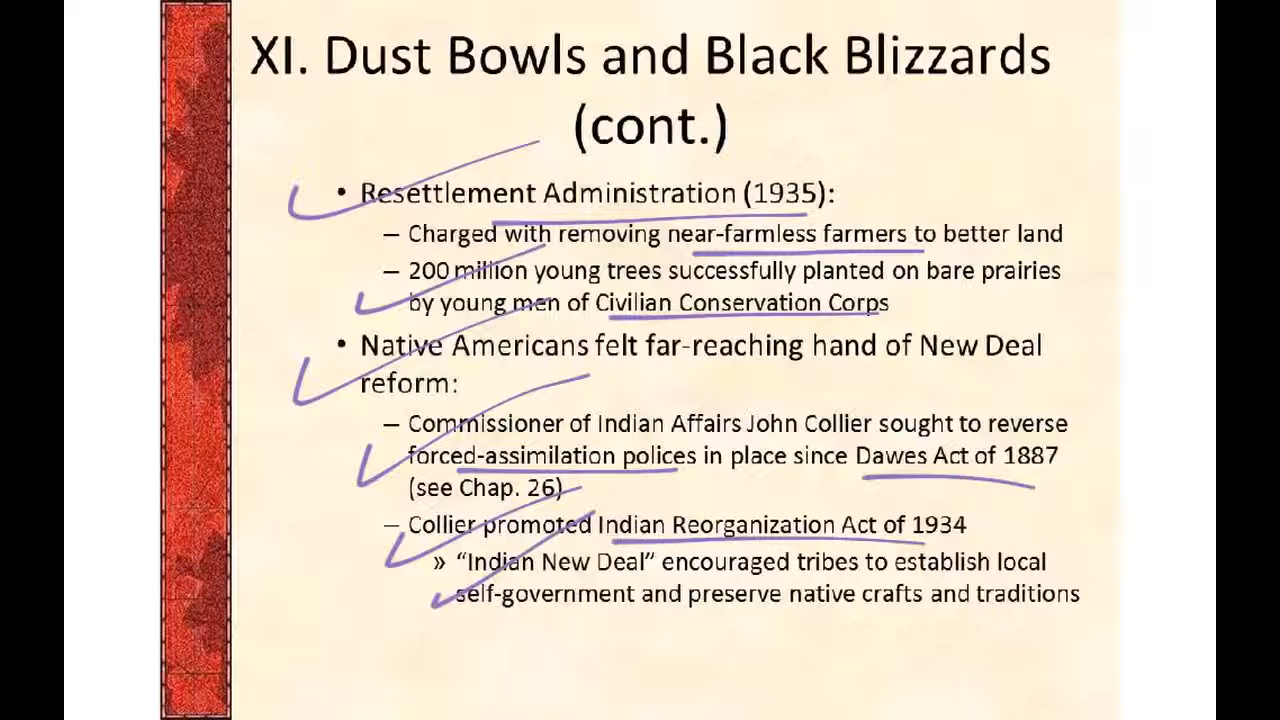 XI. Dust Bowls and Black Blizzards
(cont.)
• Resettlement Administration (1935):
– Charged with removing near-farmless farmers to better land
– 200 million young trees successfully planted on bare prairies
by young men of Civilian Conservation Corps
• Native Americans felt far-reaching hand of New Deal
reform:
– Commissioner of Indian Affairs John Collier sought to reverse
forced-assimilation polices in place since Dawes Act of 1887
(see Chap. 26)
– Collier promoted Indian Reorganization Act of 1934
» “Indian New Deal” encouraged tribes to establish local
self-government and preserve native crafts and traditions